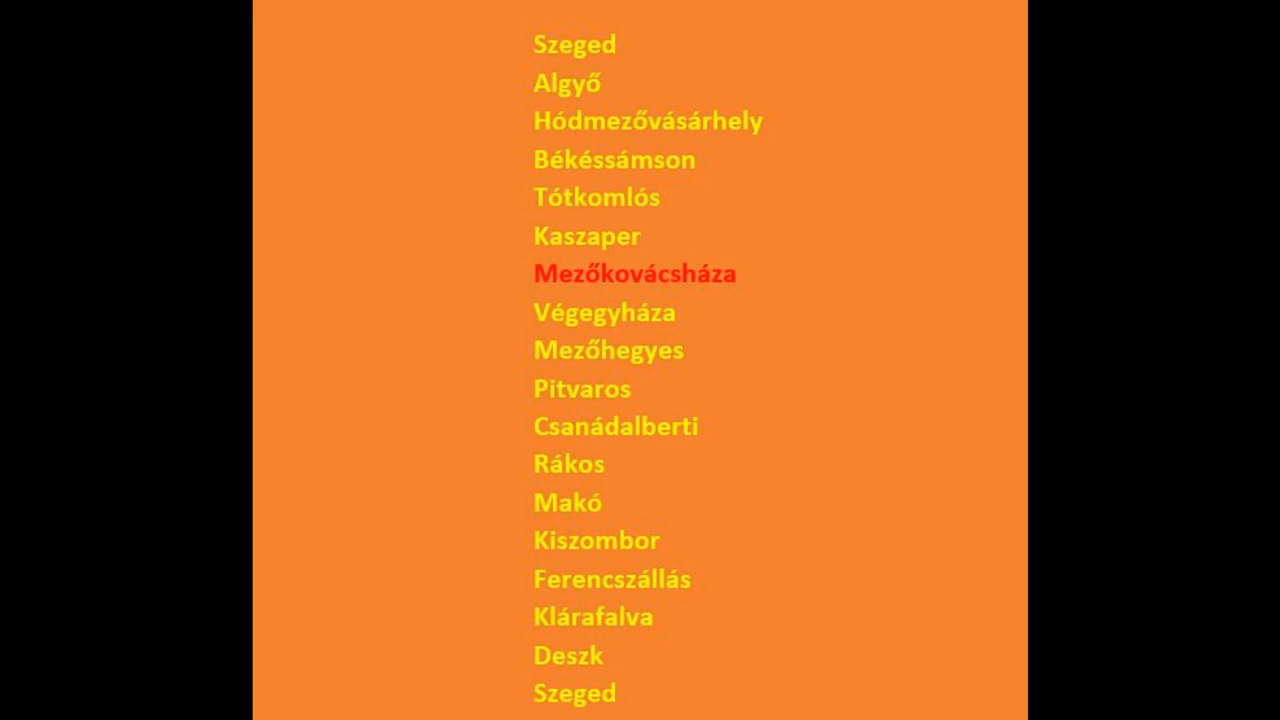 Szeged
Algyő
Hódmezővásárhely
Békéssámson
Tótkomlós
Kaszaper
Mezőkovácsháza
Végegyháza
Mezőhegyes
Pitvaros
Csanádalberti
Rákos
Makó
Kiszombor
Ferencszállás
Klárafalva
Deszk
Szeged